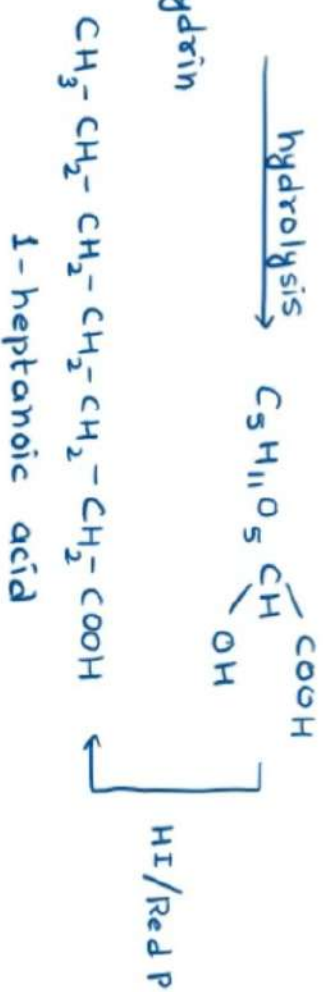 hydrolysis
C₅H₁₁O₅ CH
COOH
OH
ydrin
HI/Red P
CH₃-CH₂-CH₂-CH₂-CH₂-CH₂-COOH
1-heptanoic acid